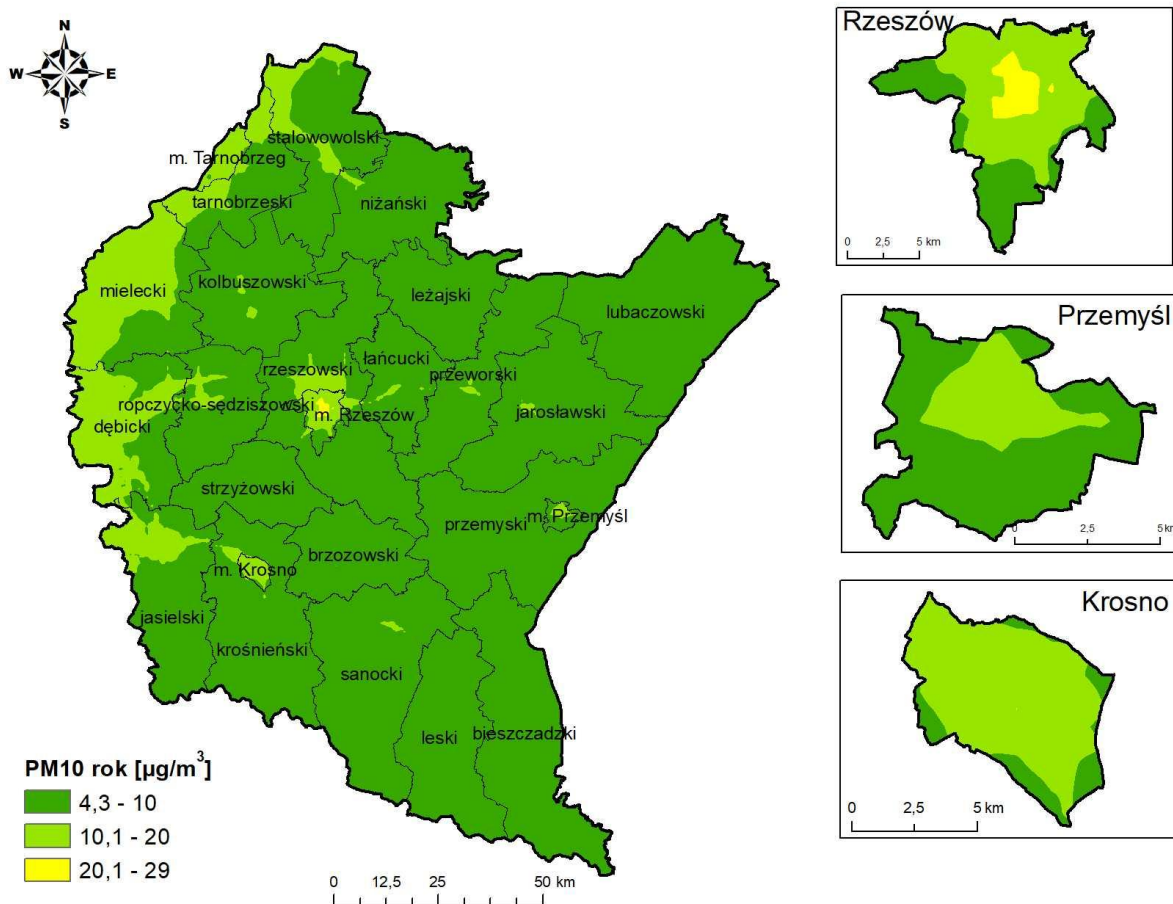 N
W E
S
stalowowolski
m. Tarnobrzeg
tarnobrzeski
niżański
kolbuszowski
mielecki
leżajski
lubaczowski
łańcucki
rzeszowski
przeworski
ropczycko-sędziszowski
m. Rzeszów
jarosławski
dębicki
strzyżowski
m. Przemyśl
przemyski
brzozowski
m. Krosno
jasielski
krośnieński
sanocki
leski
bieszczadzki
PM10 rok [µg/m³]
4,3 - 10
10,1 - 20
20,1 - 29
0 12,5 25 50 km
Rzeszów
0 2,5 5 km
Przemyśl
0 2,5 5 km
Krosno
0 2,5 5 km